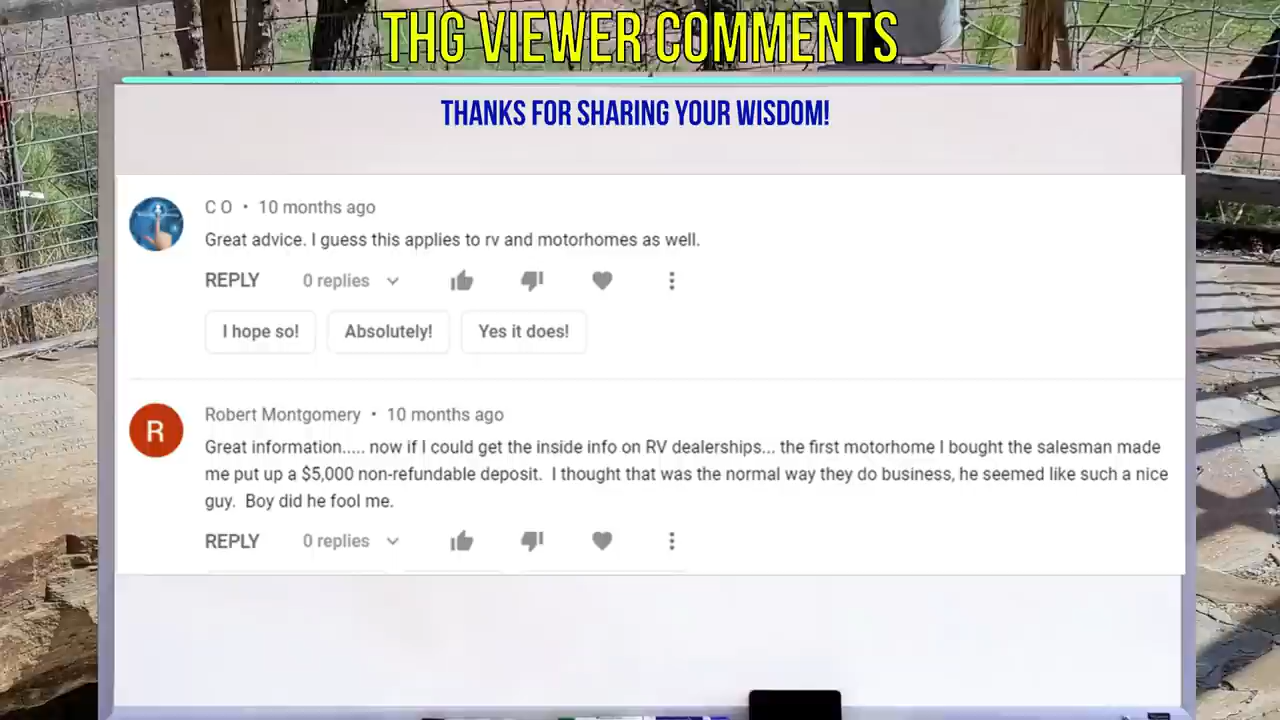 THG VIEWER COMMENTS
THANKS FOR SHARING YOUR WISDOM!
C O • 10 months ago
Great advice. I guess this applies to rv and motorhomes as well.
REPLY 0 replies
I hope so! Absolutely! Yes it does!
R
Robert Montgomery • 10 months ago
Great information..... now if I could get the inside info on RV dealerships... the first motorhome I bought the salesman made
me put up a $5,000 non-refundable deposit. I thought that was the normal way they do business, he seemed like such a nice
guy. Boy did he fool me.
REPLY 0 replies